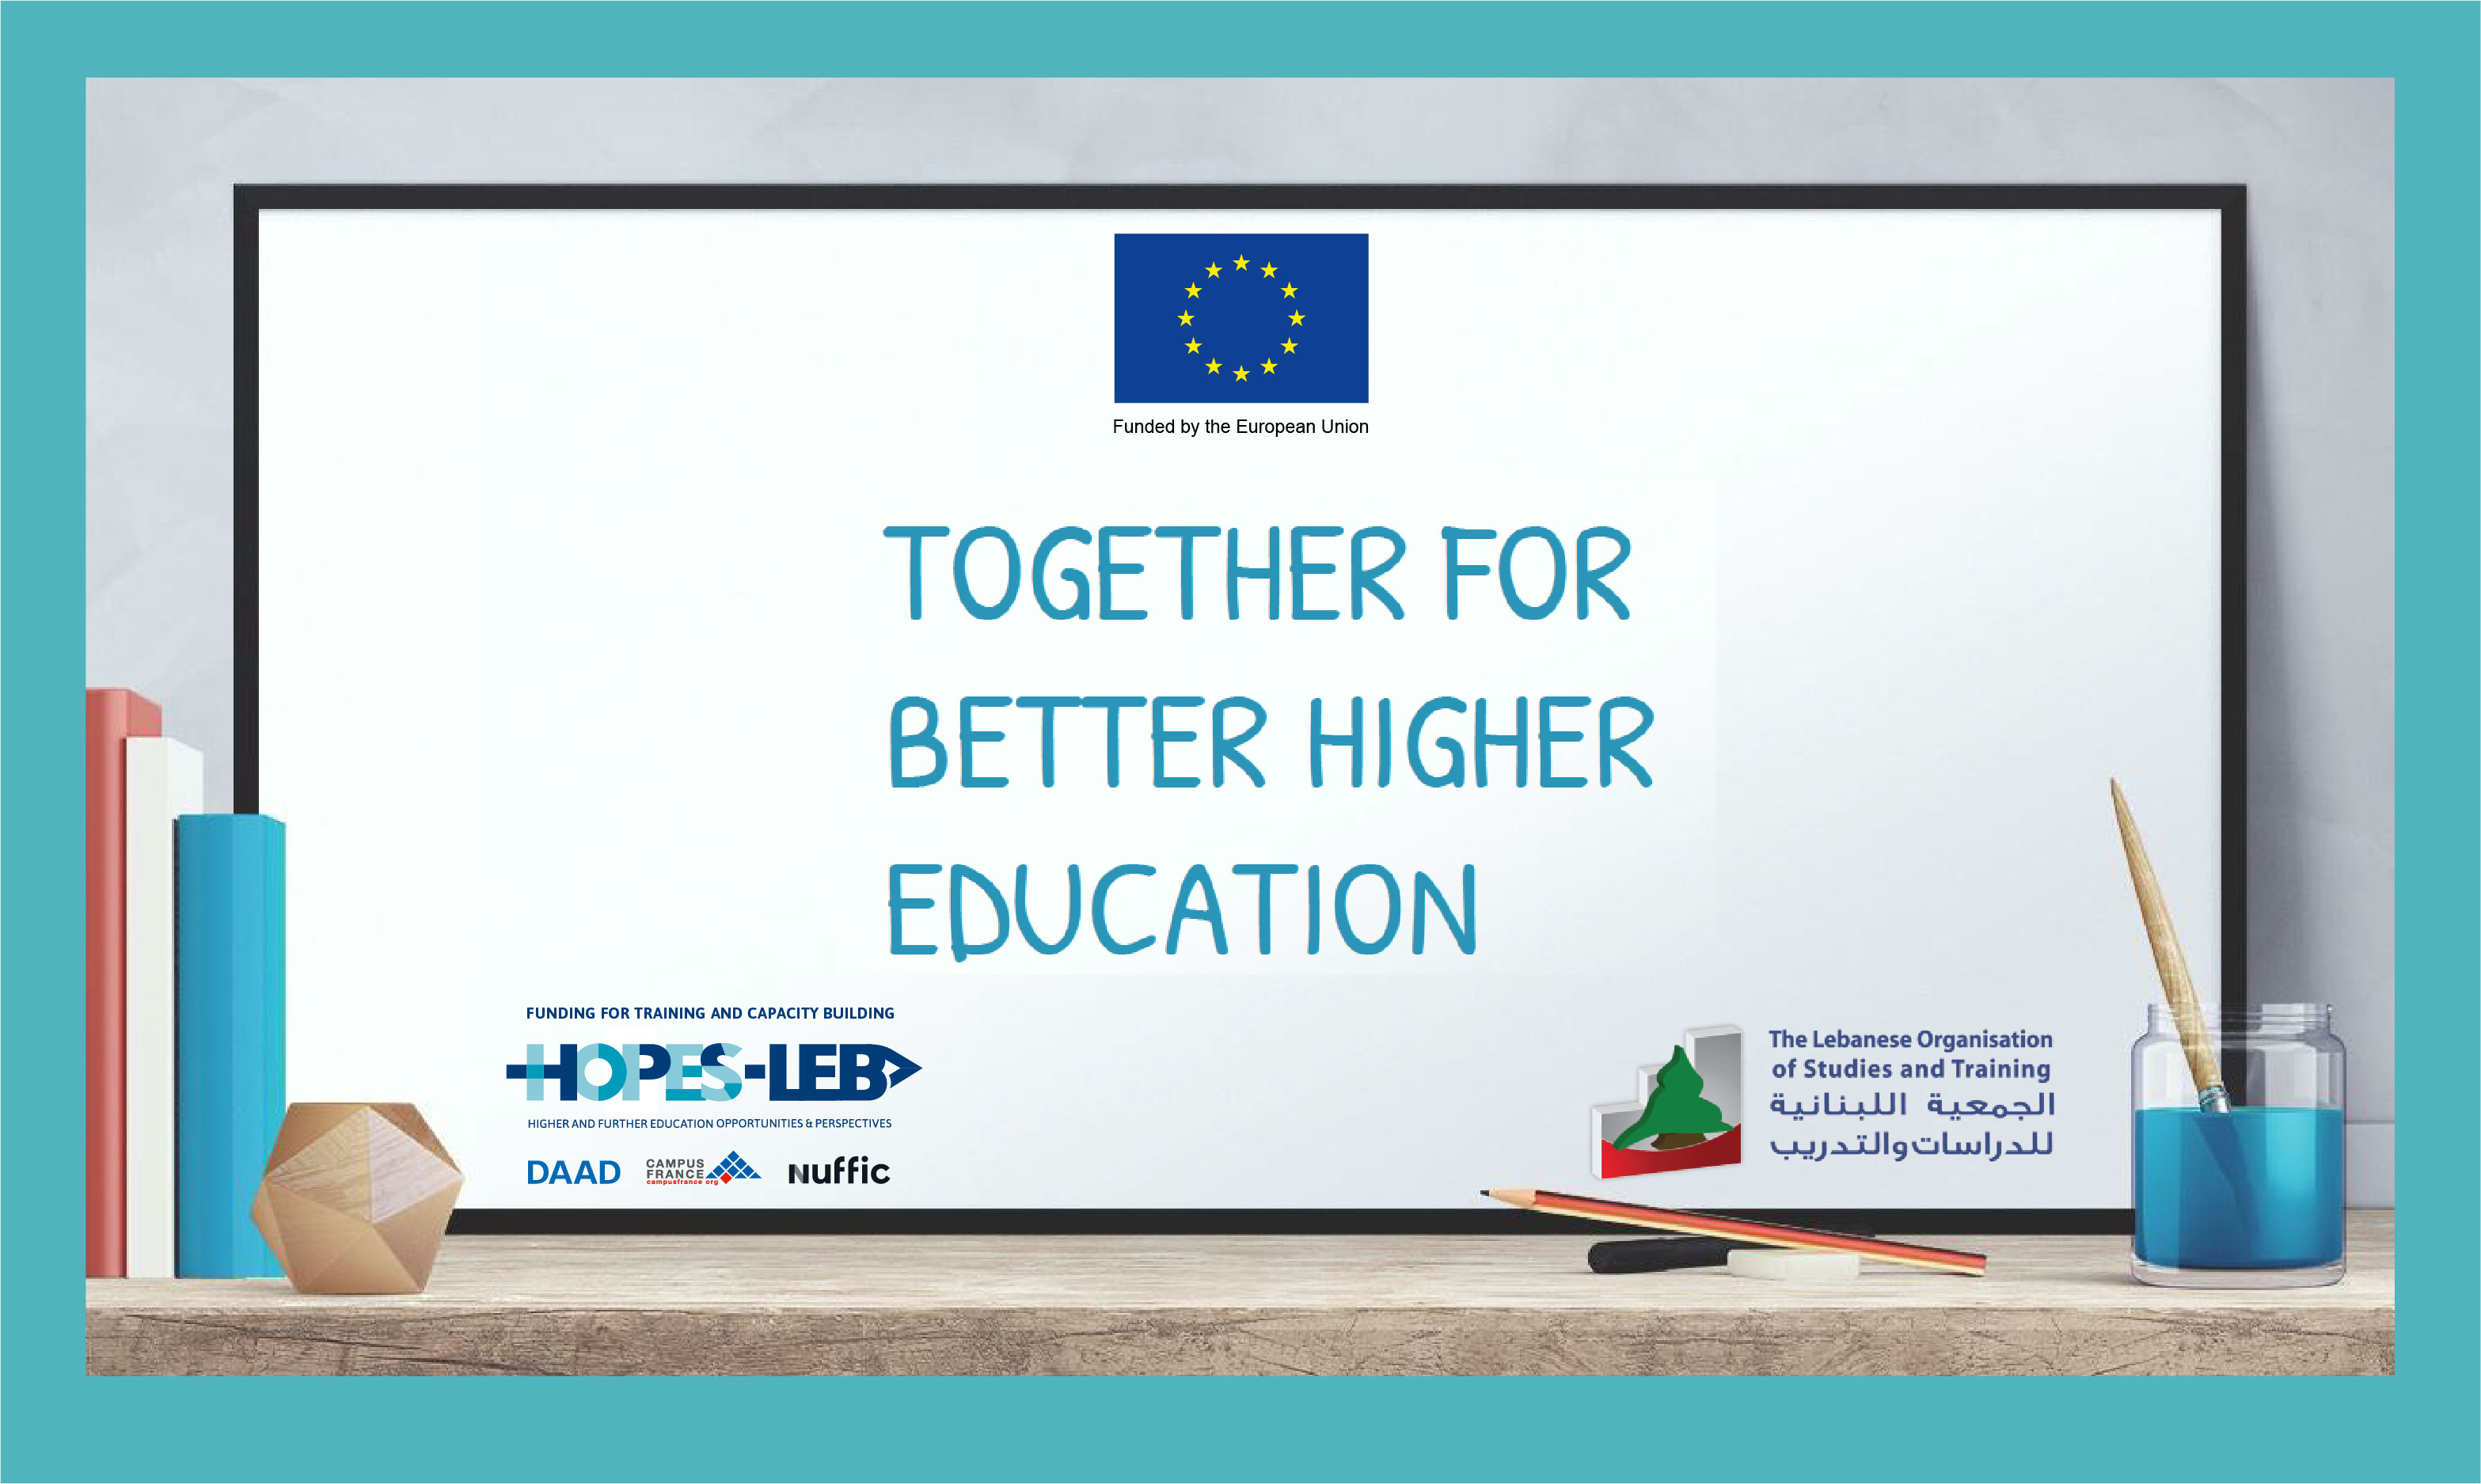 Funded by the European Union
TOGETHER FOR
BETTER HIGHER
EDUCATION
FUNDING FOR TRAINING AND CAPACITY BUILDING
HOPES-LEB
HIGHER AND FURTHER EDUCATION OPPORTUNITIES & PERSPECTIVES
DAAD
CAMPUS
FRANCE
campusfrance org
nuffic
The Lebanese Organisation
of Studies and Training
الجمعية اللبنانية
للدراسات والتدريب